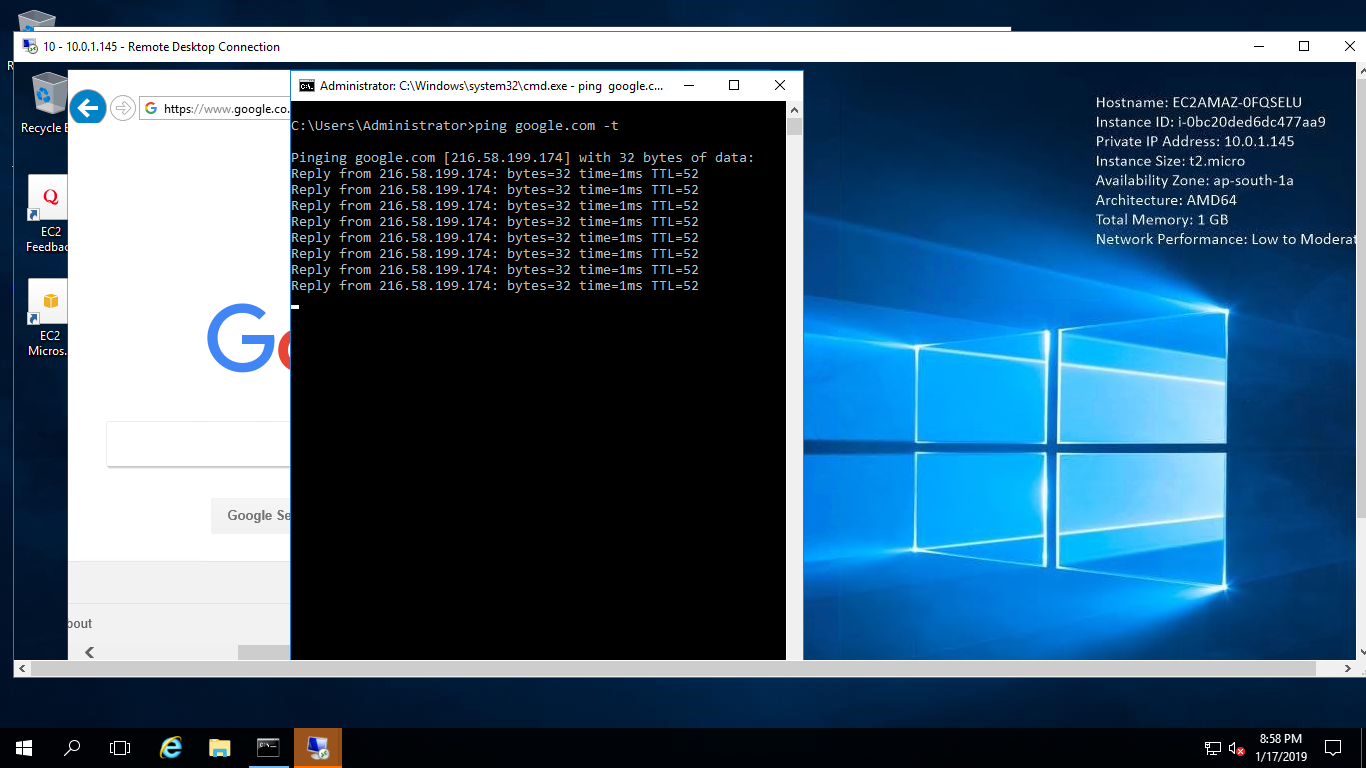 10 - 10.0.1.145 - Remote Desktop Connection
Recycle B
EC2
Feedbac
EC2
Micros.
https://www.google.co.
Go
Google Se
bout
Administrator: C:\Windows\system32\cmd.exe - ping  google.c...
C:\Users\Administrator>ping google.com -t
Pinging google.com [216.58.199.174] with 32 bytes of data:
Reply from 216.58.199.174: bytes=32 time=1ms TTL=52
Reply from 216.58.199.174: bytes=32 time=1ms TTL=52
Reply from 216.58.199.174: bytes=32 time=1ms TTL=52
Reply from 216.58.199.174: bytes=32 time=1ms TTL=52
Reply from 216.58.199.174: bytes=32 time=1ms TTL=52
Reply from 216.58.199.174: bytes=32 time=1ms TTL=52
Reply from 216.58.199.174: bytes=32 time=1ms TTL=52
Reply from 216.58.199.174: bytes=32 time=1ms TTL=52
Hostname: EC2AMAZ-0FQSELU
Instance ID: i-0bc20ded6dc477aa9
Private IP Address: 10.0.1.145
Instance Size: t2.micro
Availability Zone: ap-south-1a
Architecture: AMD64
Total Memory: 1 GB
Network Performance: Low to Moderat
8:58 PM
1/17/2019